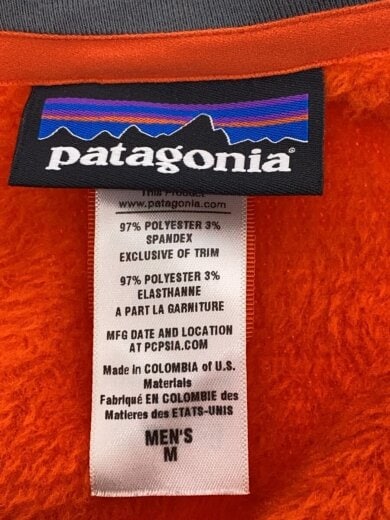 patagonia®
This Product
www.patagonia.com
97% POLYESTER 3%
SPANDEX
EXCLUSIVE OF TRIM
97% POLYESTER 3%
ELASTHANNE
A PART LA GARNITURE
MFG DATE AND LOCATION
AT PCPSIA.COM
Made in COLOMBIA of U.S.
Materials
Fabriqué EN COLOMBIE des
Matieres des ETATS-UNIS
MEN'S
M